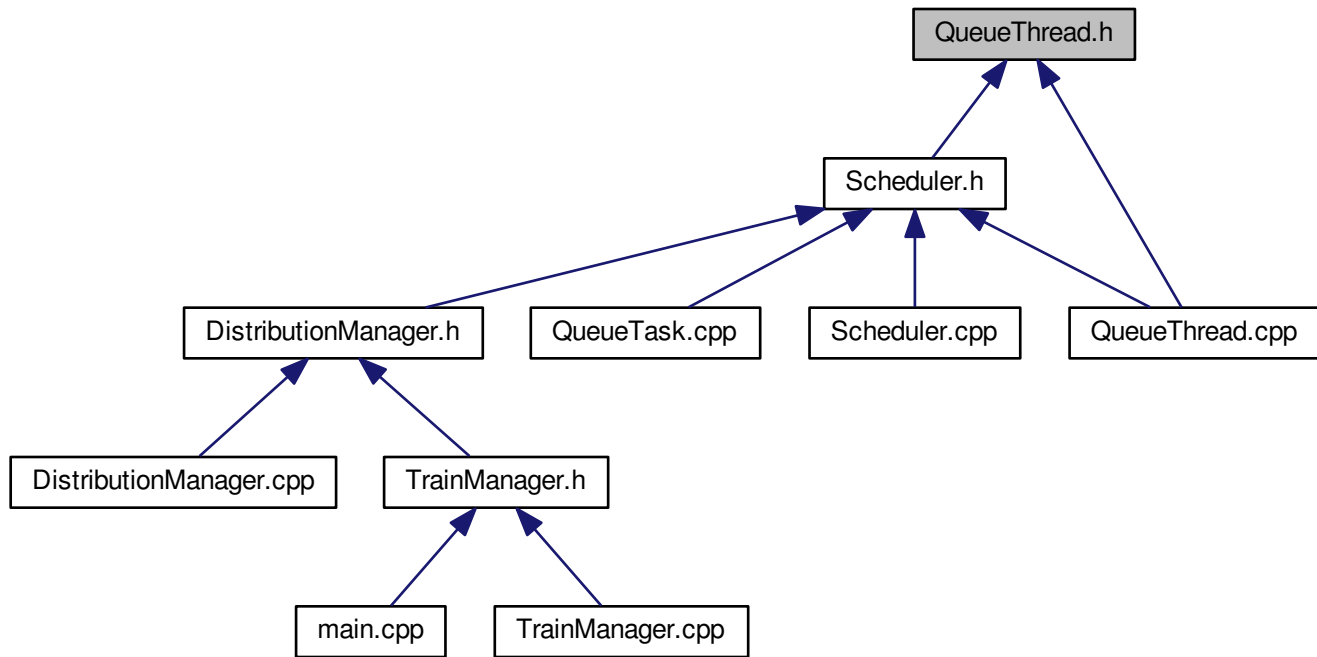 QueueThread.h
Scheduler.h
DistributionManager.h
QueueTask.cpp
Scheduler.cpp
QueueThread.cpp
DistributionManager.cpp
TrainManager.h
main.cpp
TrainManager.cpp